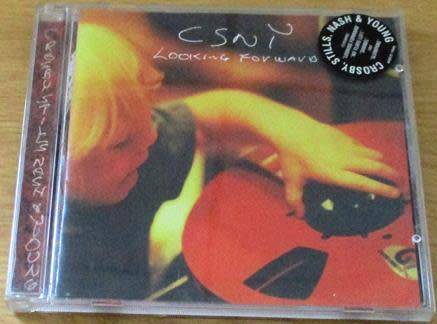 CSNY
LOOKING FORWARD
CROSBY, STILLS, NASH & YOUNG
CROSBY STILLS NASH & YOUNG